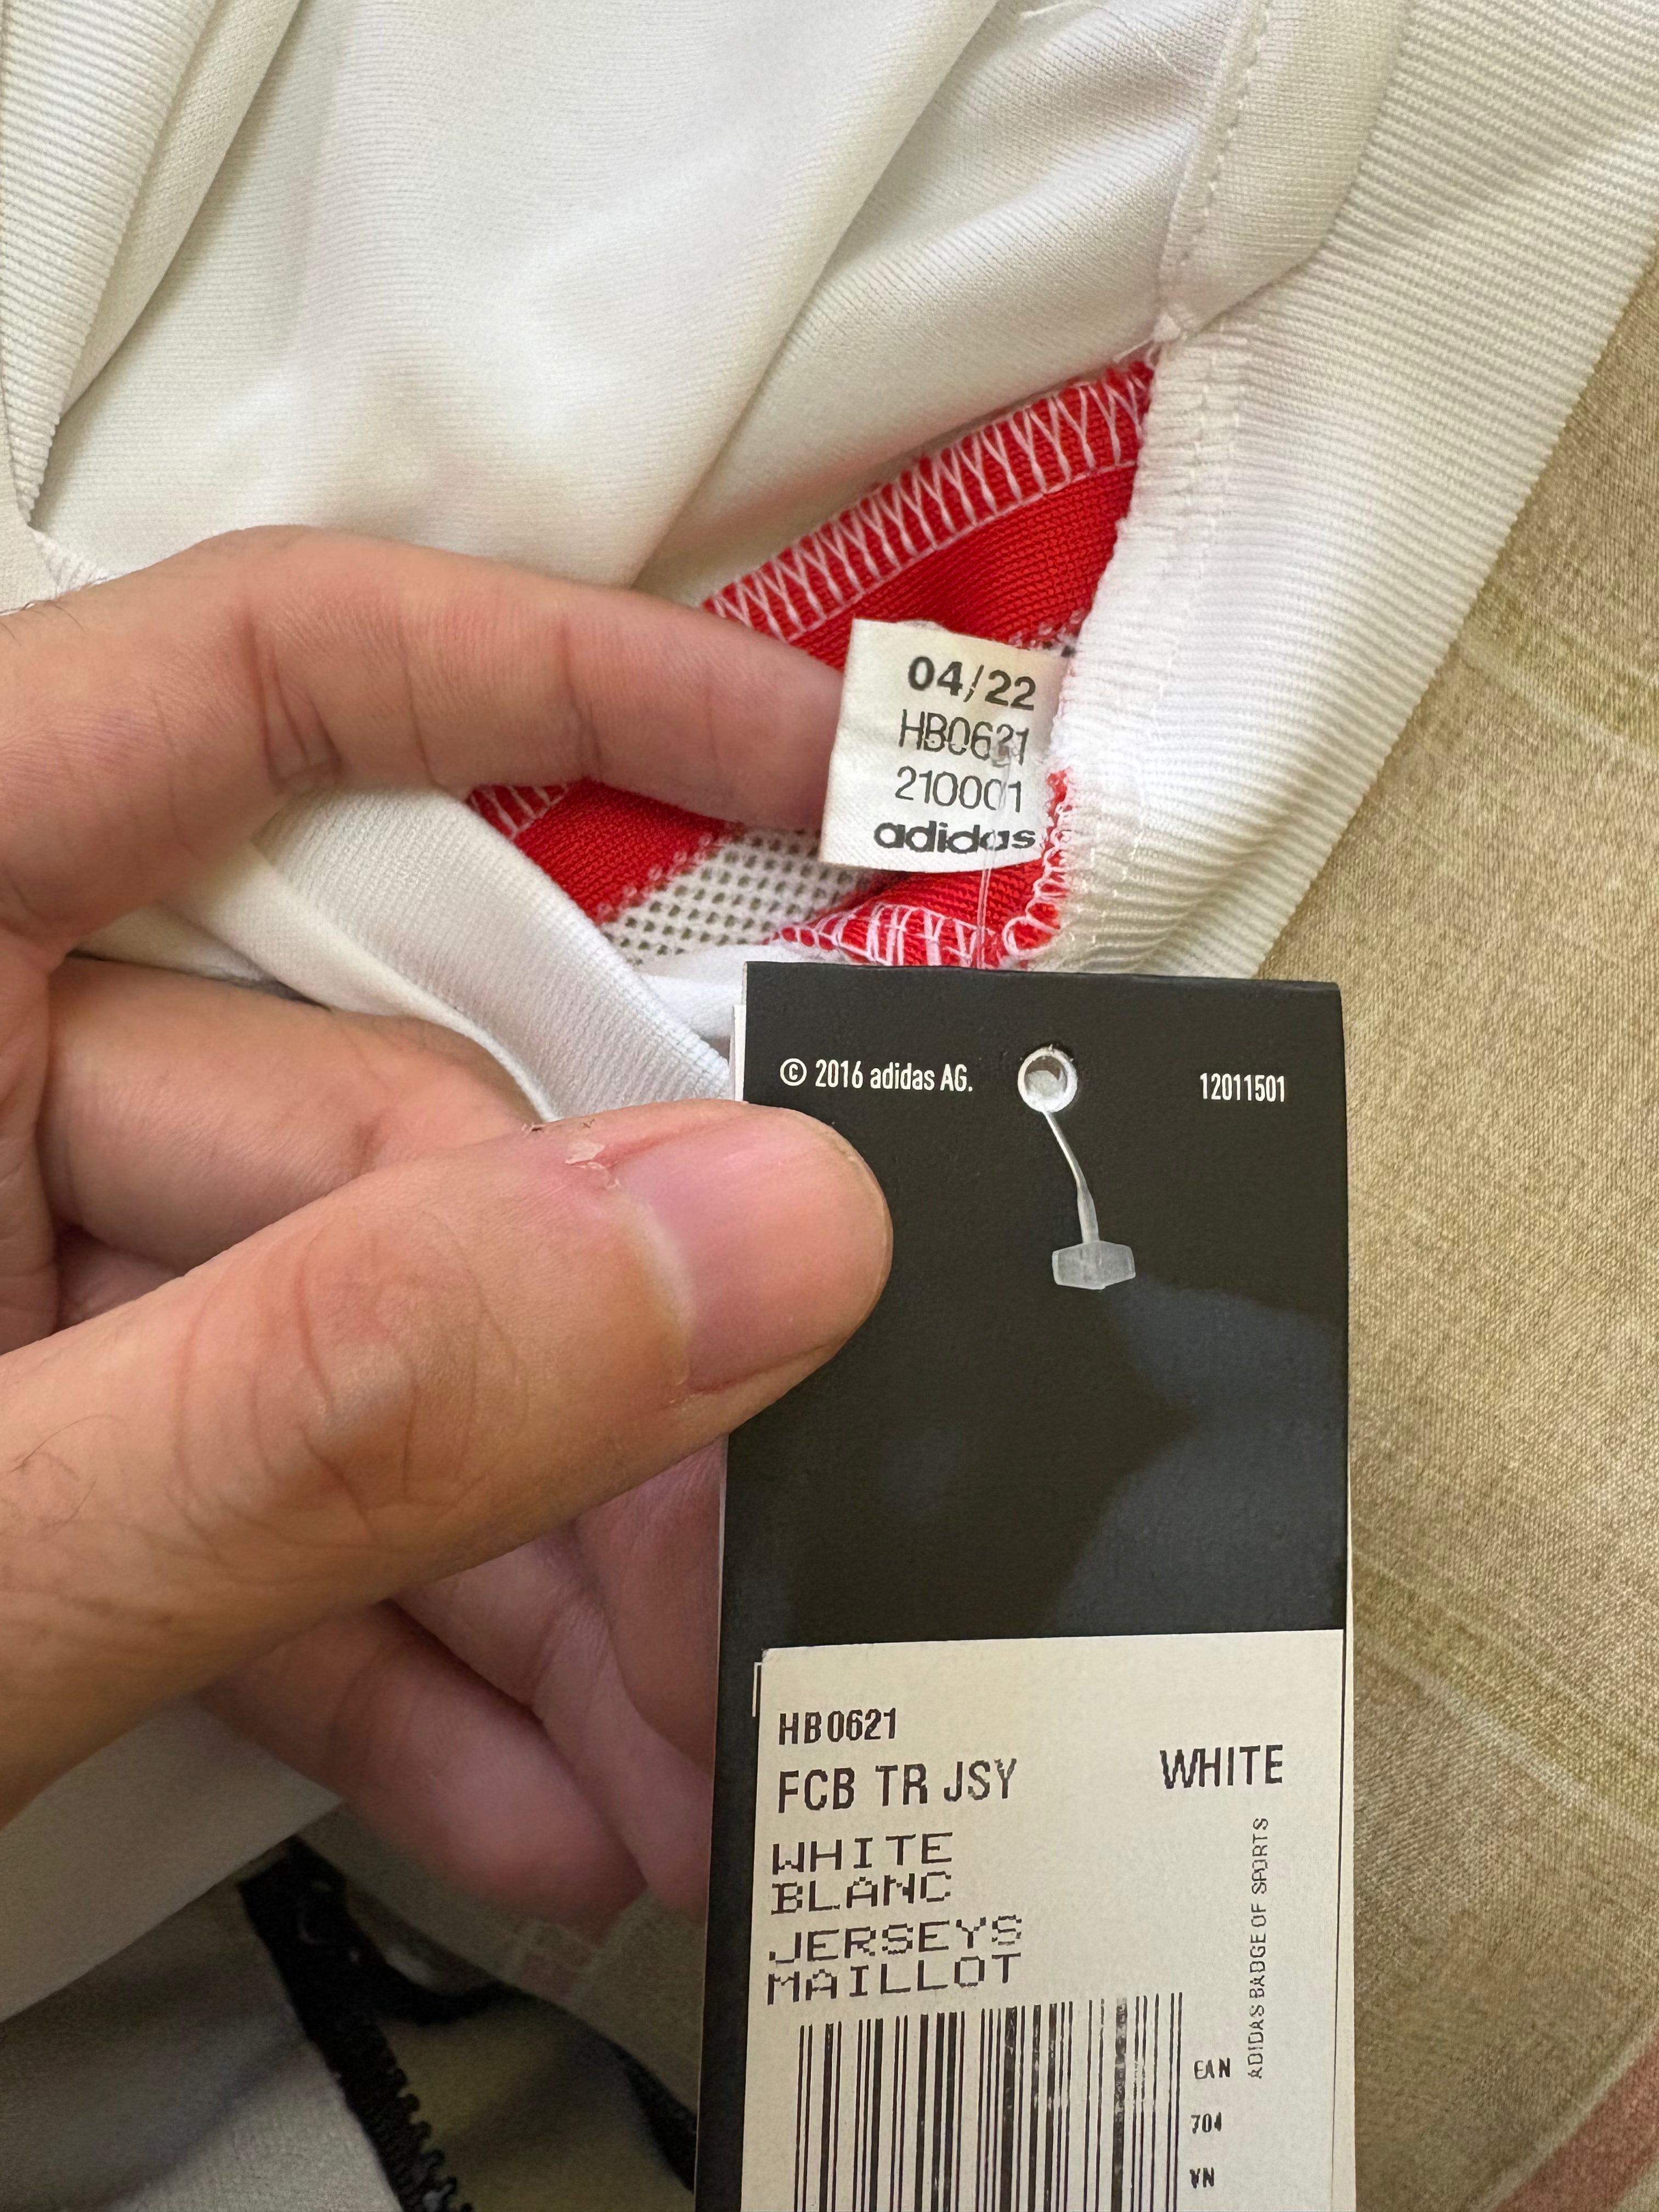 04/22
HB0621
210001
adidas
© 2016 adidas AG.
12011501
HB0621
FCB TR JSY
WHITE
WHITE
BLANC
JERSEYS
MAILLOT
ADIDAS BADGE OF SPORTS
EAN
704
VN